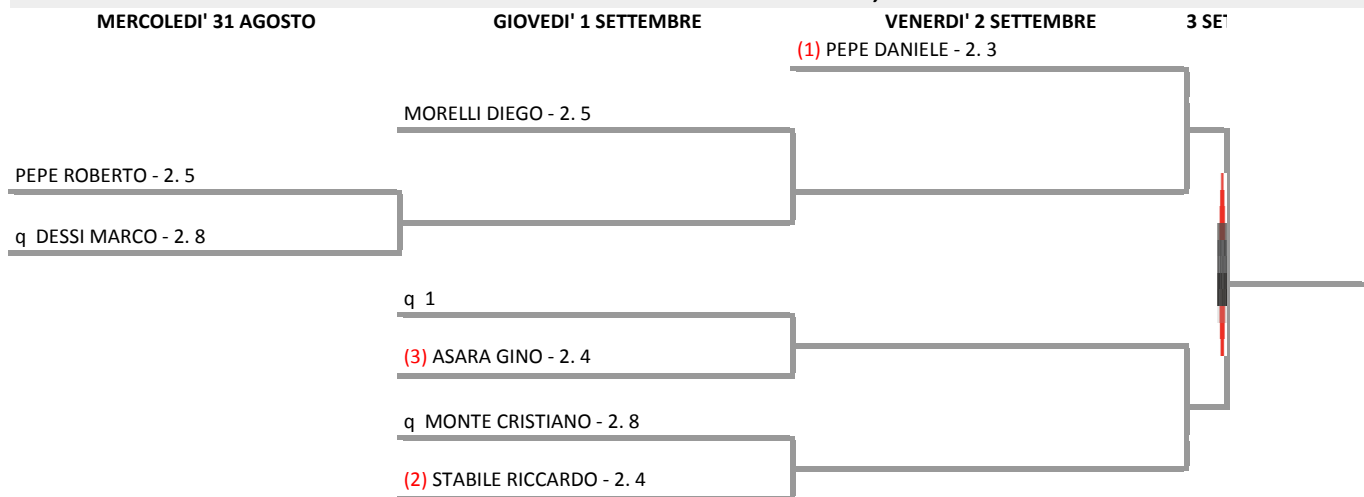 MERCOLEDI' 31 AGOSTO GIOVEDI' 1 SETTEMBRE VENERDI' 2 SETTEMBRE 3 SET
(1) PEPE DANIELE - 2. 3
MORELLI DIEGO - 2. 5
PEPE ROBERTO - 2. 5
q DESSI MARCO - 2. 8
q 1
(3) ASARA GINO - 2. 4
q MONTE CRISTIANO - 2. 8
(2) STABILE RICCARDO - 2. 4